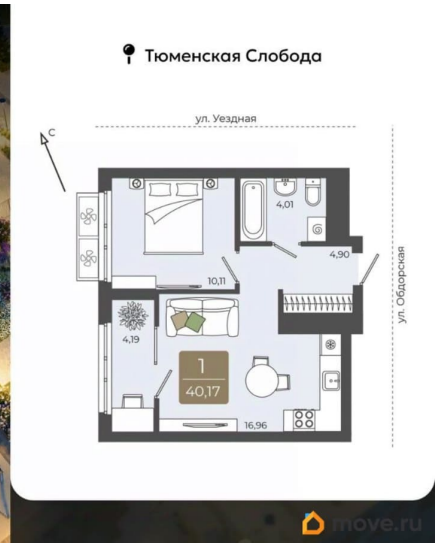 Тюменская Слобода
ул. Уездная
С
4,01
4,90
10,11
ул. Обдорская
4,19
1
40,17
16,96
move.ru